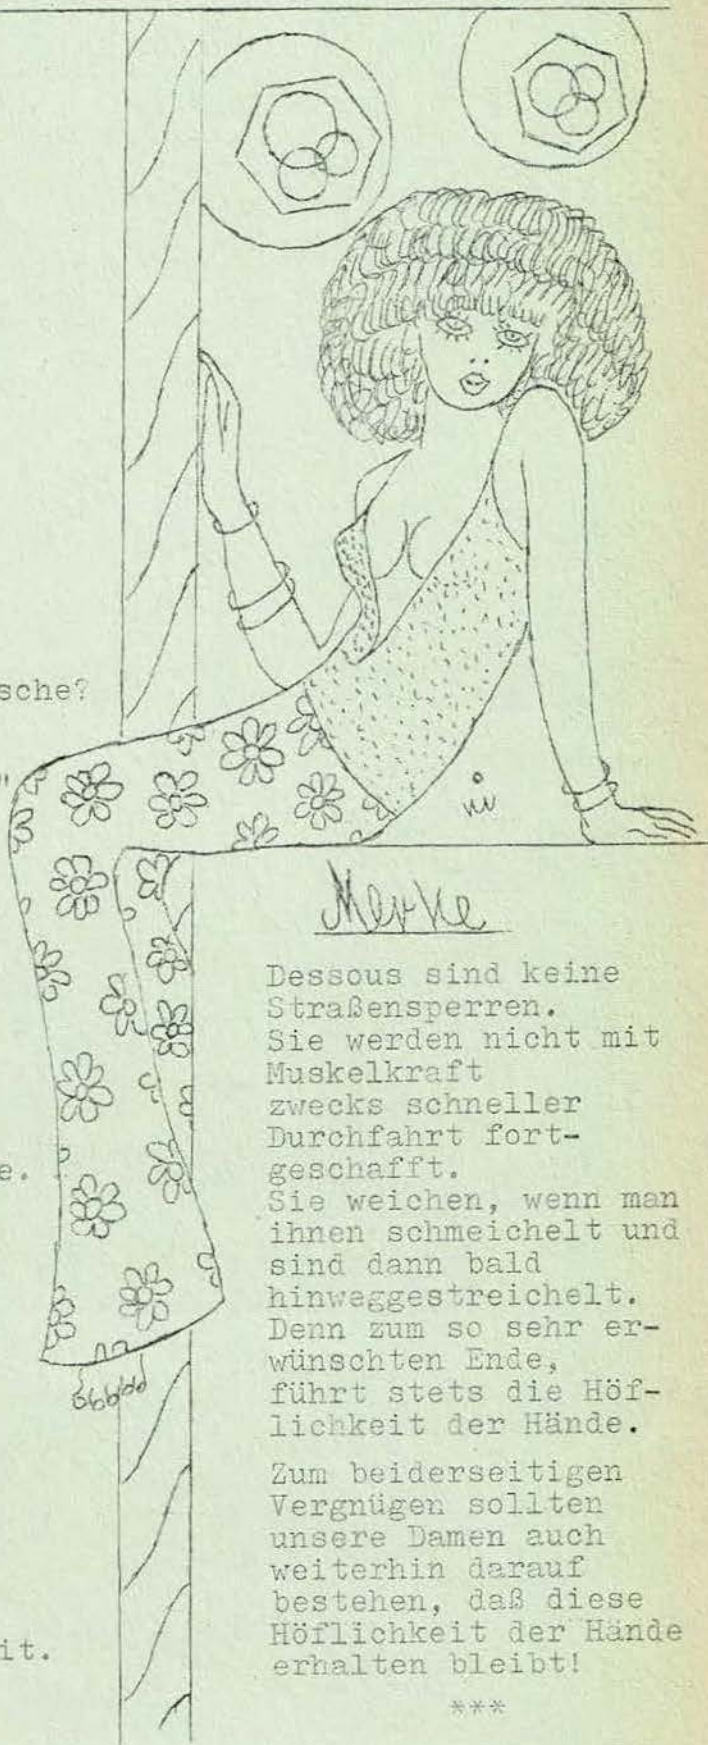 sche?
"
Merke
Dessous sind keine
Straßensperren.
Sie werden nicht mit
Muskelkraft
zwecks schneller
Durchfahrt fort-
geschafft.
Sie weichen, wenn man
ihnen schmeichelt und
sind dann bald
hinweggestreichelt.
Denn zum so sehr er-
wünschten Ende,
führt stets die Höf-
lichkeit der Hände.
e.
Zum beiderseitigen
Vergnügen sollten
unsere Damen auch
weiterhin darauf
bestehen, daß diese
Höflichkeit der Hände
erhalten bleibt!
it.
***